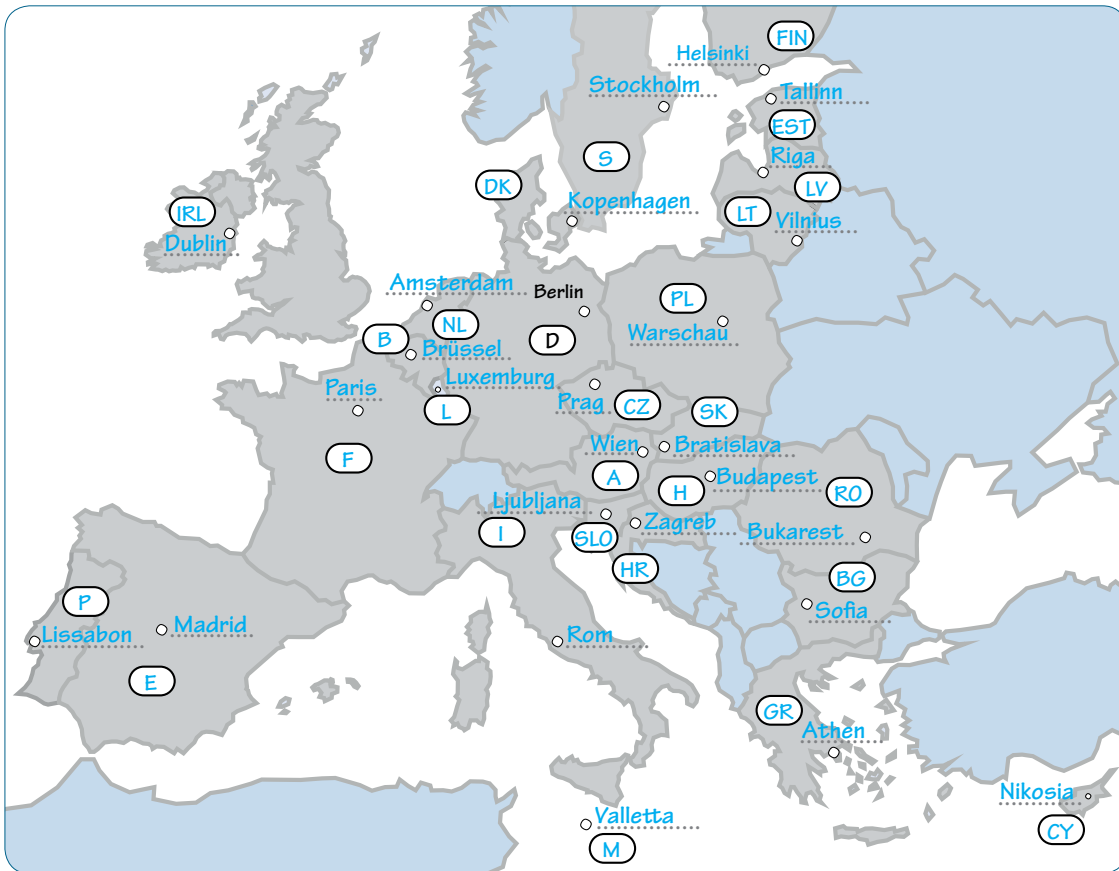 FIN
Helsinki
Stockholm
Tallinn
EST
S
Riga
DK
LV
Kopenhagen
IRL
LT
Vilnius
Dublin
Amsterdam
Berlin
PL
NL
Warschau
B
D
Brüssel
Luxemburg
Paris
Prag
CZ
SK
L
Wien
Bratislava
F
A
Budapest
H
RO
Ljubljana
I
Zagreb
SLO
Bukarest
HR
BG
P
Sofia
Madrid
Lissabon
Rom
E
GR
Athen
Nikosia
Valletta
CY
M